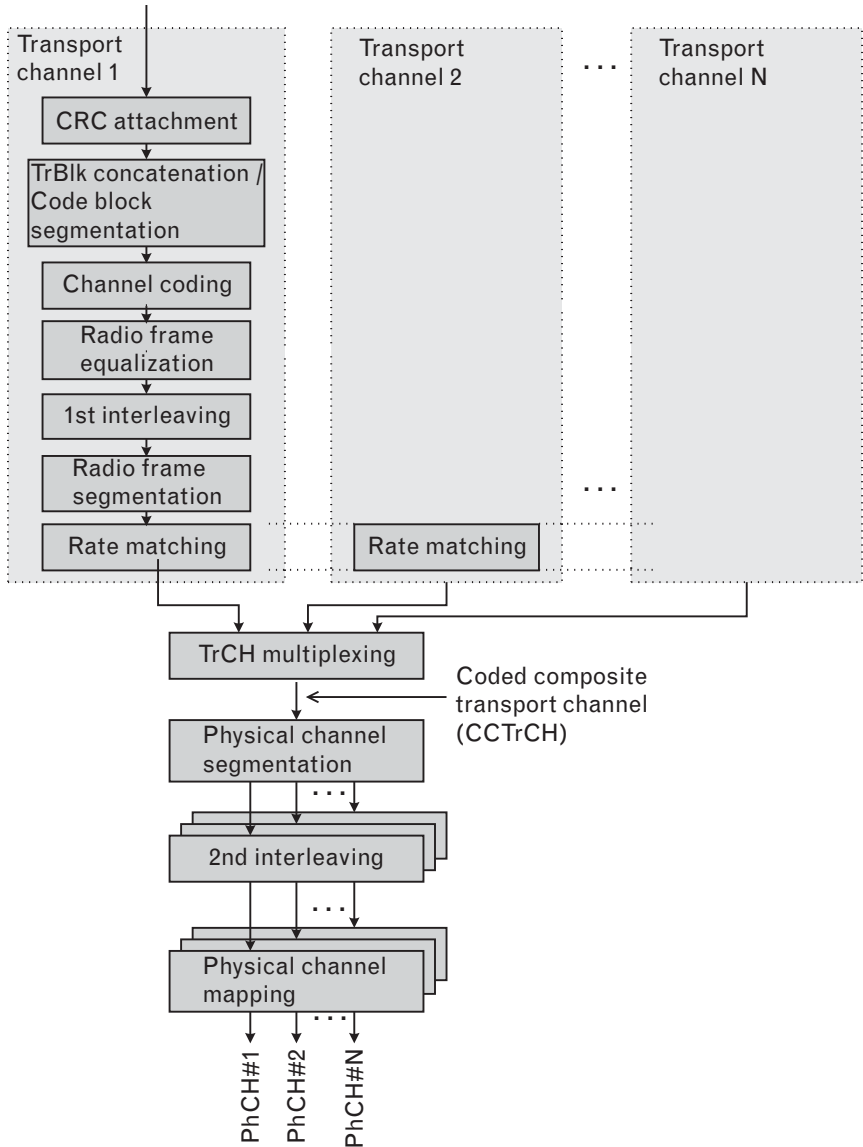 Transport
channel 1
Transport
channel 2
. . .
Transport
channel N
CRC attachment
TrBlk concatenation /
Code block
segmentation
Channel coding
Radio frame
equalization
1st interleaving
Radio frame
segmentation
. . .
Rate matching
Rate matching
TrCH multiplexing
Coded composite
transport channel
(CCTrCH)
Physical channel
segmentation
. . .
2nd interleaving
. . .
Physical channel
mapping
. . .
PhCH#1
PhCH#2
PhCH#N